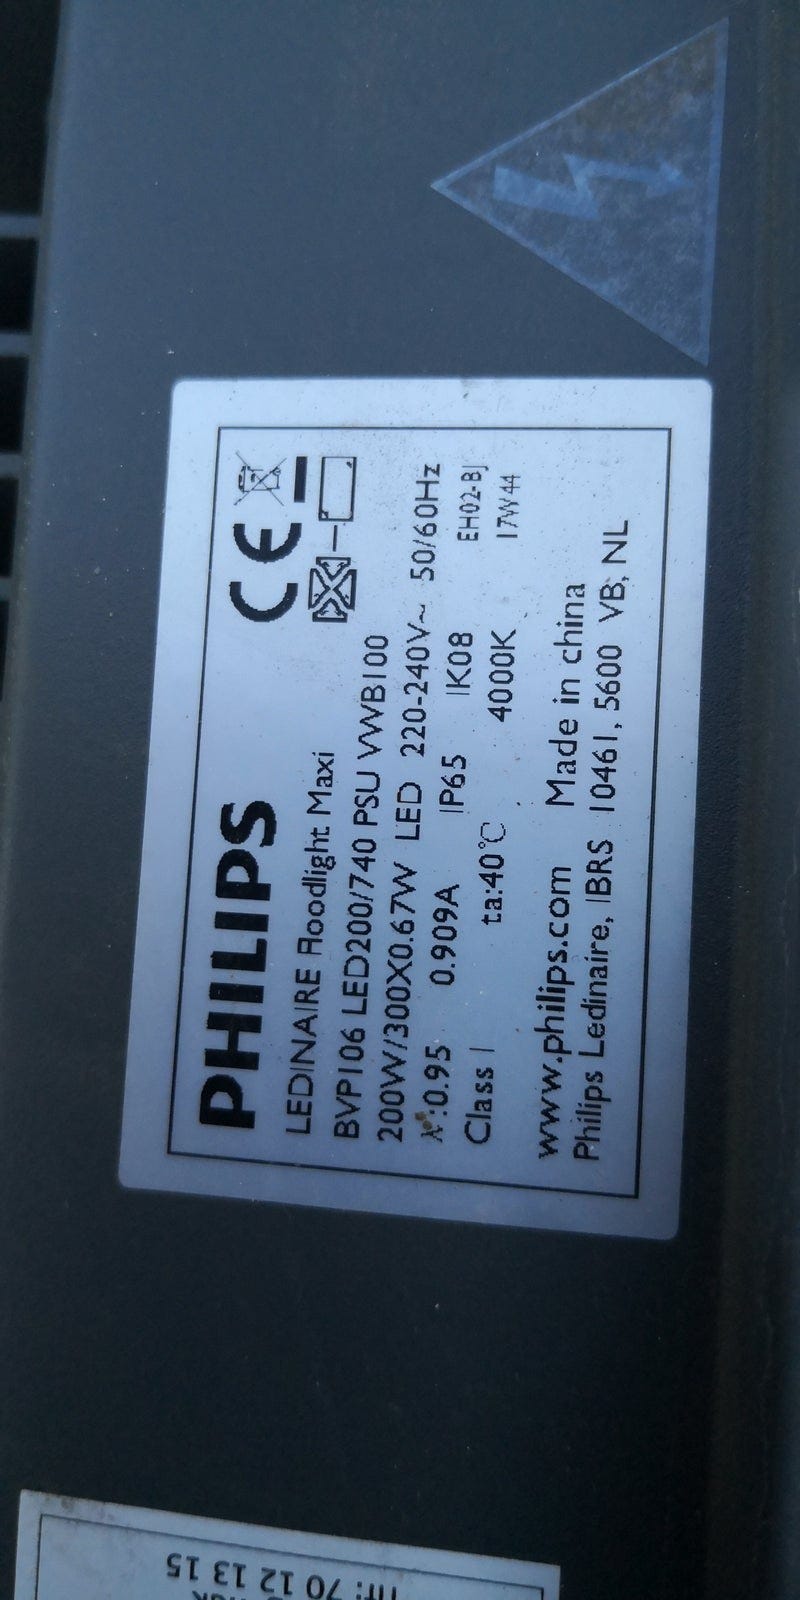 PHILIPS
LEDINAIRE Floodlight Maxi
BVP106 LED200/740 PSU VWB100
200W/300X0.67W LED 220-240V~ 50/60Hz
λ:0.95 0.909A IP65 IK08 EH02-BJ
Class I ta:40℃ 4000K 17W44
www.philips.com Made in china
Philips Ledinaire, IBRS 10461, 5600 VB, NL
Tlf: 70 12 13 15